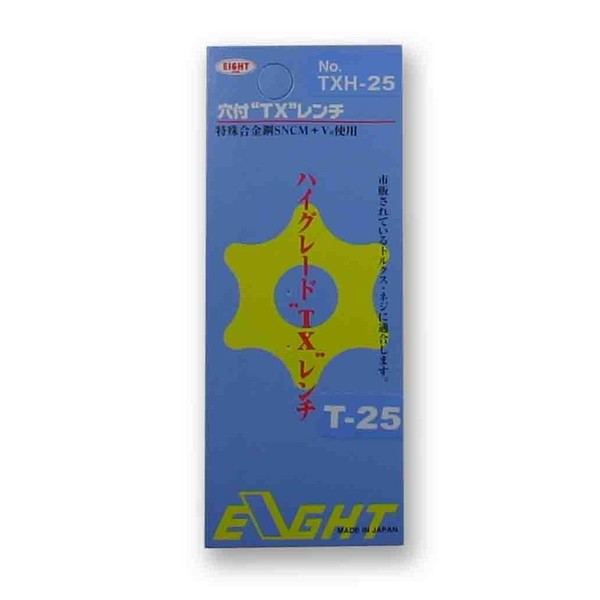 EIGHT
No.
TXH-25
穴付"TX"レンチ
特殊合金鋼SNCM+V®使用
ハイグレード"TX"レンチ
市販されているトルクス・ネジに適合します。
T-25
EIGHT
MADE IN JAPAN